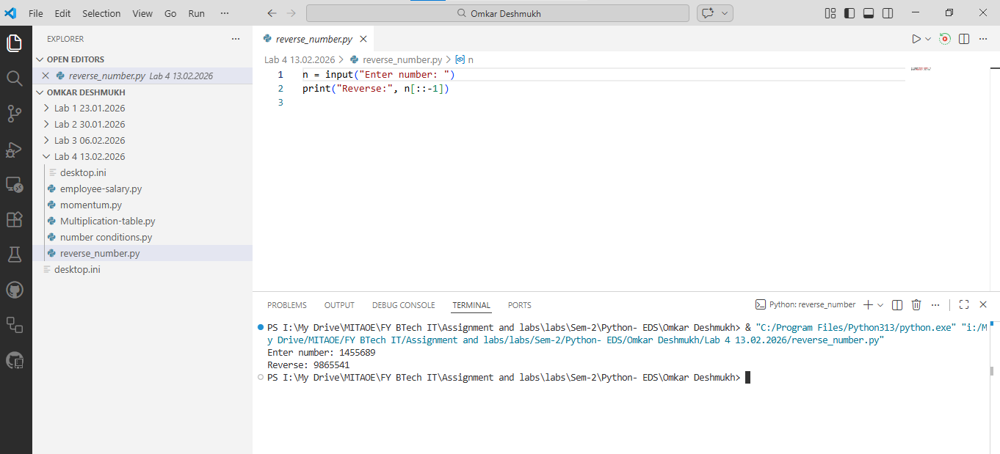 File Edit Selection View Go Run ··· Omkar Deshmukh
EXPLORER ···
OPEN EDITORS
reverse_number.py Lab 4 13.02.2026
OMKAR DESHMUKH
Lab 1 23.01.2026
Lab 2 30.01.2026
Lab 3 06.02.2026
Lab 4 13.02.2026
desktop.ini
employee-salary.py
momentum.py
Multiplication-table.py
number conditions.py
reverse_number.py
desktop.ini
reverse_number.py
Lab 4 13.02.2026 > reverse_number.py > n
1 n = input("Enter number: ")
2 print("Reverse:", n[::-1])
3
PROBLEMS OUTPUT DEBUG CONSOLE TERMINAL PORTS Python: reverse_number
PS I:\My Drive\MITAOE\FY BTech IT\Assignment and labs\labs\Sem-2\Python- EDS\Omkar Deshmukh> & "C:/Program Files/Python313/python.exe" "i:/M
y Drive/MITAOE/FY BTech IT/Assignment and labs/labs/Sem-2/Python- EDS/Omkar Deshmukh/Lab 4 13.02.2026/reverse_number.py"
Enter number: 1455689
Reverse: 9865541
PS I:\My Drive\MITAOE\FY BTech IT\Assignment and labs\labs\Sem-2\Python- EDS\Omkar Deshmukh>